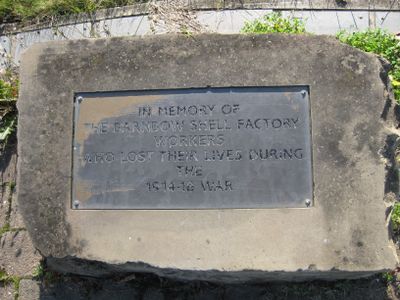 IN MEMORY OF
THE BARNBOW SHELL FACTORY
WORKERS
WHO LOST THEIR LIVES DURING
THE
1914-18 WAR